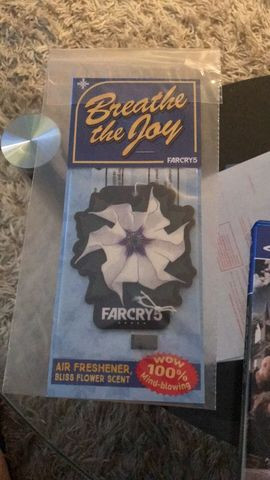 Breathe
the Joy
FARCRY5
FARCRY5
AIR FRESHENER,
BLISS FLOWER SCENT
WOW
100%
Mind-blowing